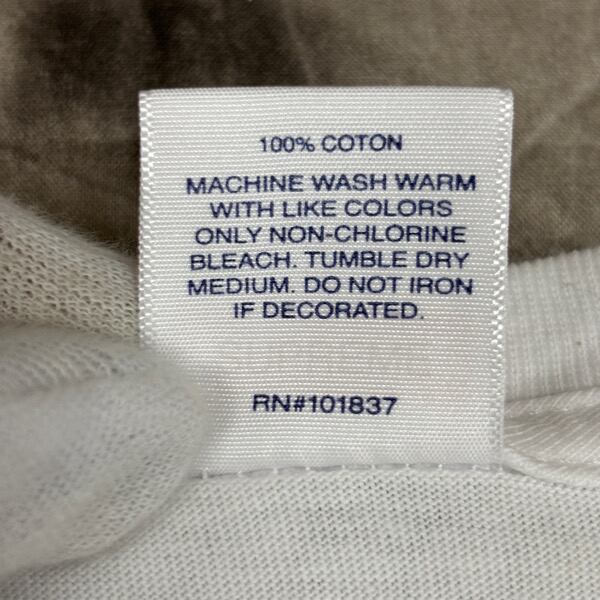 100% COTON
MACHINE WASH WARM
WITH LIKE COLORS
ONLY NON-CHLORINE
BLEACH. TUMBLE DRY
MEDIUM. DO NOT IRON
IF DECORATED.
RN#101837